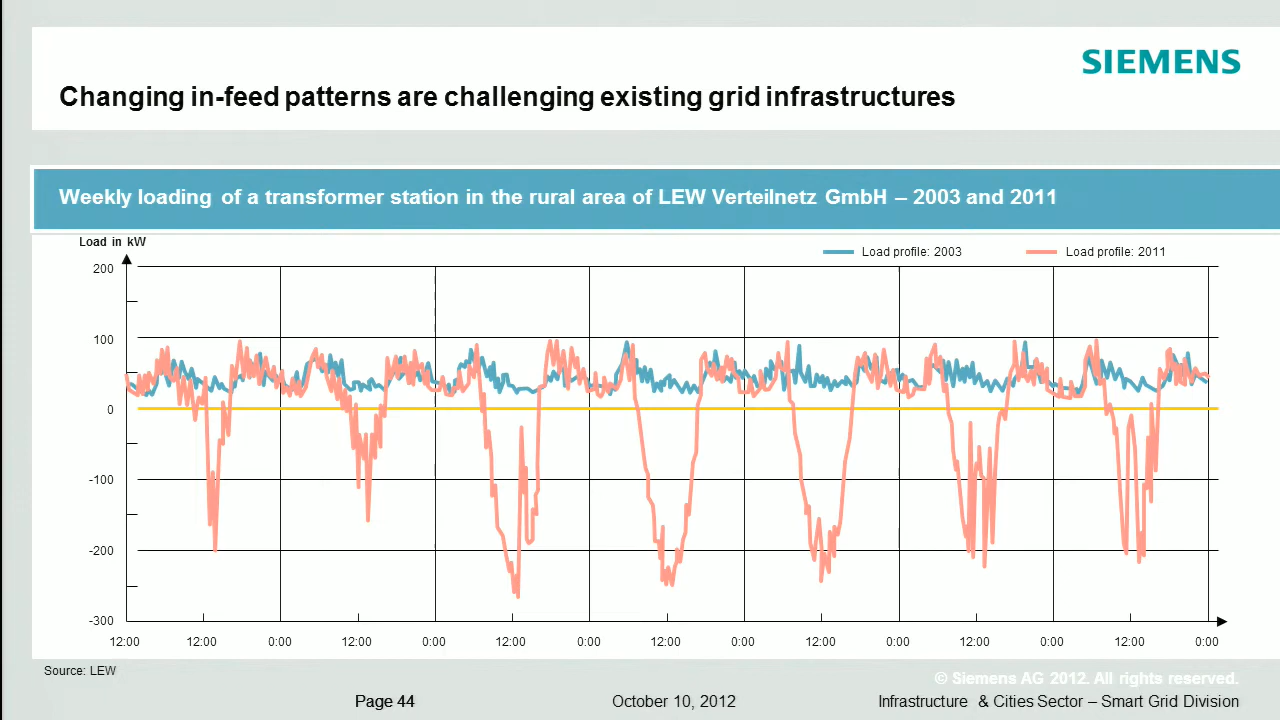 SIEMENS
Changing in-feed patterns are challenging existing grid infrastructures
Weekly loading of a transformer station in the rural area of LEW Verteilnetz GmbH – 2003 and 2011
Load in kW
Load profile: 2003
Load profile: 2011
200
100
0
-100
-200
-300
12:00 12:00 0:00 12:00 0:00 12:00 0:00 12:00 0:00 12:00 0:00 12:00 0:00 12:00 0:00
Source: LEW
© Siemens AG 2012. All rights reserved.
Page 44 October 10, 2012 Infrastructure & Cities Sector – Smart Grid Division